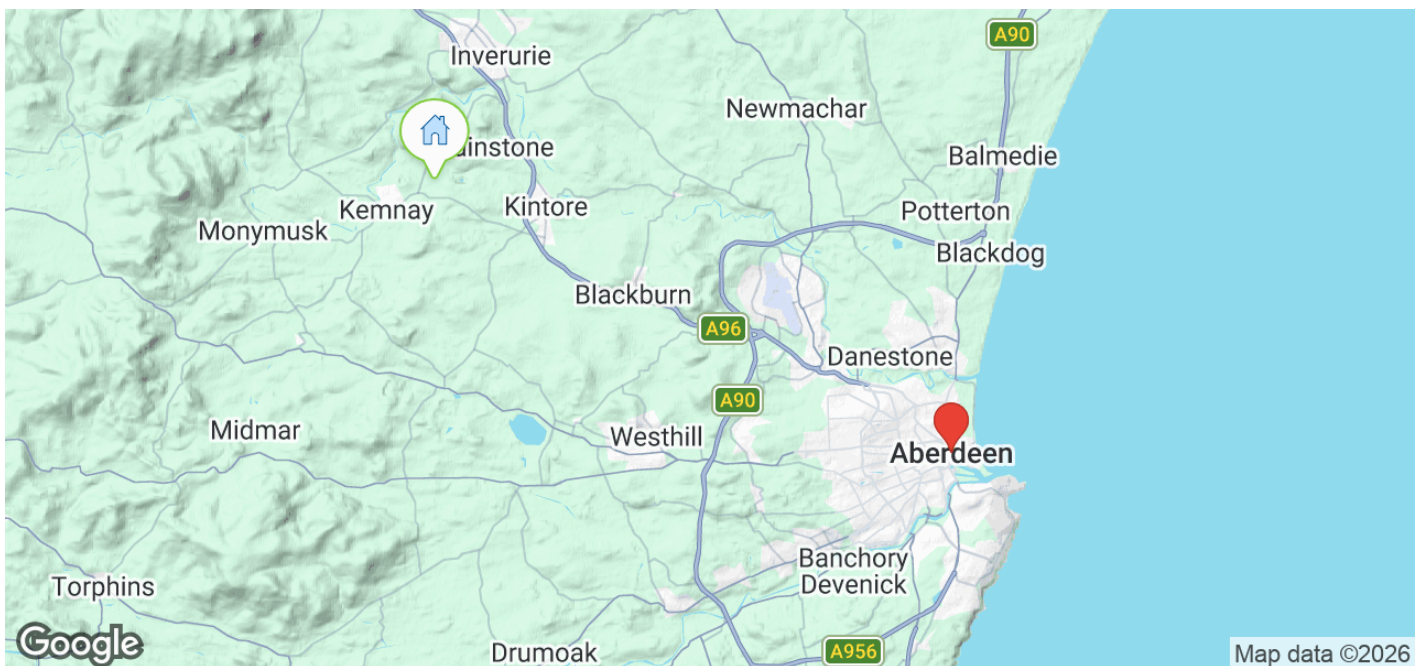 A90
Inverurie
Newmachar
ainstone
Balmedie
Kemnay
Kintore
Potterton
Monymusk
Blackdog
Blackburn
A96
Danestone
A90
Midmar
Westhill
Aberdeen
Banchory
Devenick
Torphins
Google
Drumoak
A956
Map data ©2026